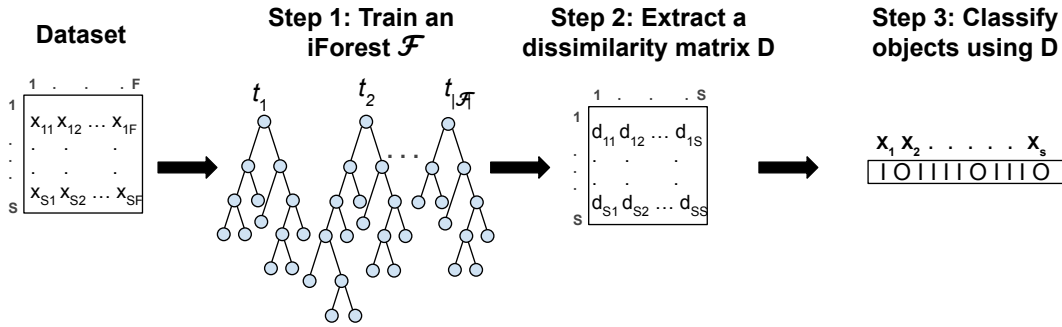 Dataset
Step 1: Train an
iForest ℱ
Step 2: Extract a
dissimilarity matrix D
Step 3: Classify
objects using D
1 . . . F
1
.
.
.
S
x₁₁ x₁₂ … x₁F
. . .
. . .
xS₁ xS₂ … xSF
t₁ t₂ t|ℱ|
. . .
1 . . . S
1
.
.
.
S
d₁₁ d₁₂ … d₁S
. . .
. . .
dS₁ dS₂ … dSS
x₁ x₂ . . . . . xₛ
I O I I I I O I I I O